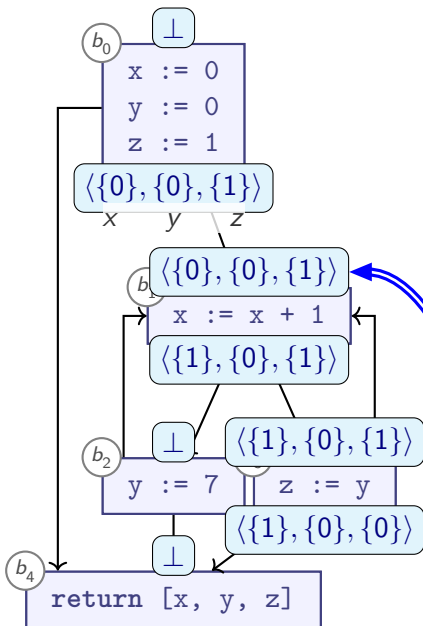 b₀
⊥
x := 0
y := 0
z := 1
⟨{0}, {0}, {1}⟩
x y z
⟨{0}, {0}, {1}⟩
x := x + 1
⟨{1}, {0}, {1}⟩
⊥
⟨{1}, {0}, {1}⟩
b₂
y := 7
z := y
⟨{1}, {0}, {0}⟩
⊥
b₄
return [x, y, z]